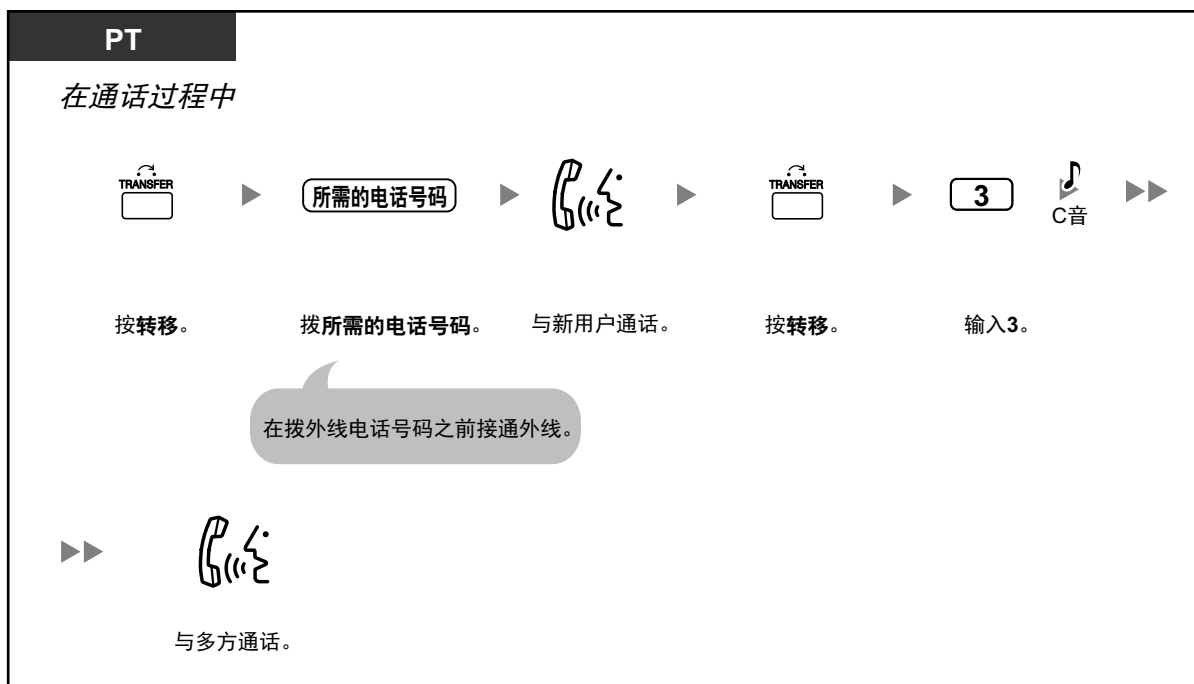 PT
在通话过程中
TRANSFER
所需的电话号码
TRANSFER
3
C音
按转移。
拨所需的电话号码。
与新用户通话。
按转移。
输入3。
在拨外线电话号码之前接通外线。
与多方通话。